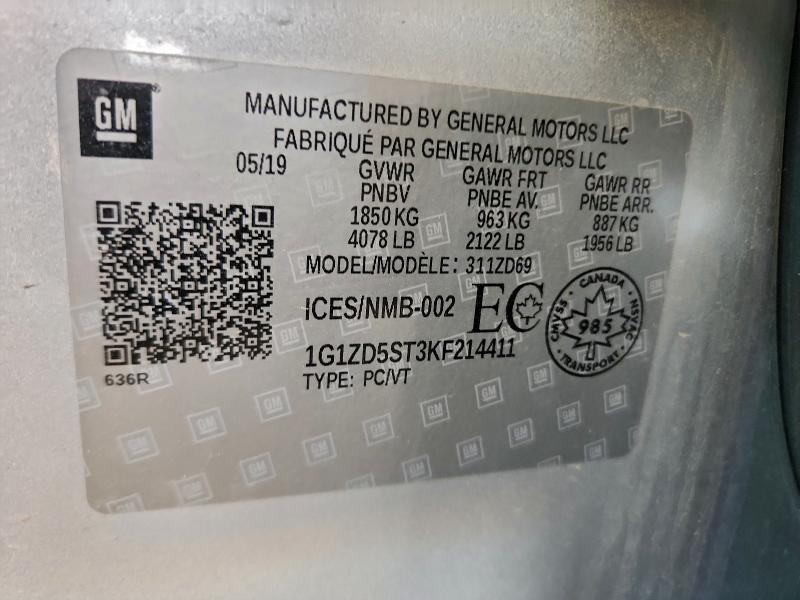 GM
MANUFACTURED BY GENERAL MOTORS LLC
FABRIQUÉ PAR GENERAL MOTORS LLC
05/19 GVWR GAWR FRT GAWR RR
PNBV PNBE AV. PNBE ARR.
1850 KG 963 KG 887 KG
4078 LB 2122 LB 1956 LB
MODEL/MODÈLE: 311ZD69
ICES/NMB-002 EC
CANADA
CMVSS 985 NSVAC
TRANSPORT
1G1ZD5ST3KF214411
TYPE: PC/VT
636R